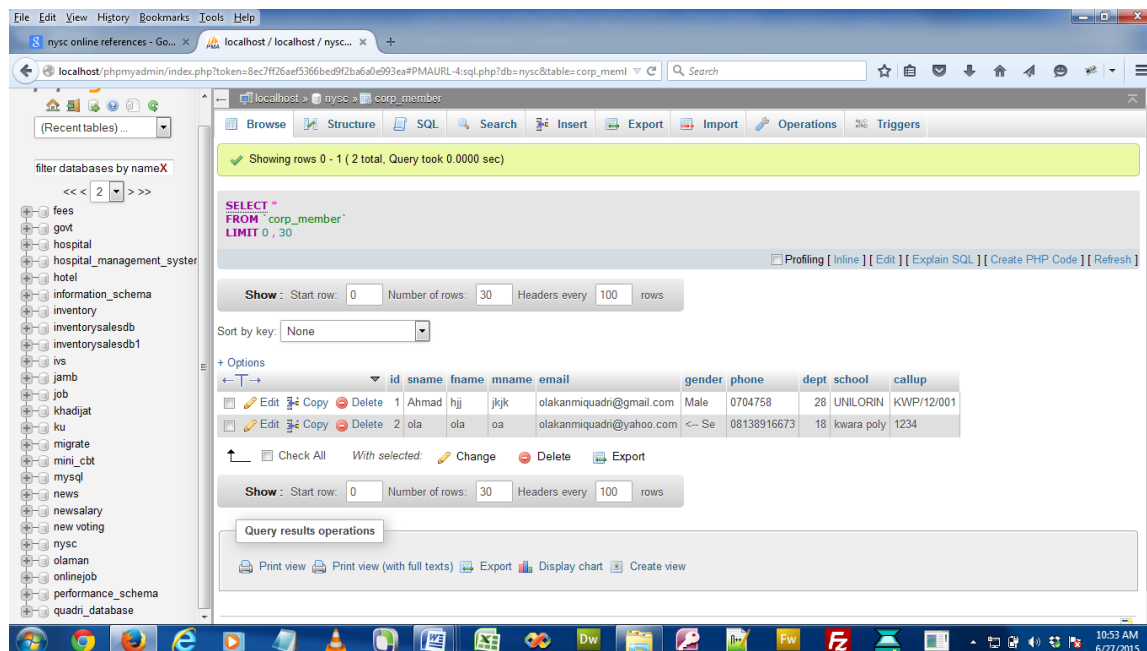 File Edit View History Bookmarks Tools Help
nysc online references - Go... × localhost / localhost / nysc... × +
localhost/phpmyadmin/index.php?token=8ec7ff26aef5366bed9f2ba6a0e993ea#PMAURL-4:sql.php?db=nysc&table=corp_meml Search
localhost » nysc » corp_member
(Recent tables) ...
Browse Structure SQL Search Insert Export Import Operations Triggers
filter databases by nameX
<< < 2 > >>
Showing rows 0 - 1 ( 2 total, Query took 0.0000 sec)
SELECT *
FROM `corp_member`
LIMIT 0 , 30
Profiling [ Inline ] [ Edit ] [ Explain SQL ] [ Create PHP Code ] [ Refresh ]
Show : Start row: 0 Number of rows: 30 Headers every 100 rows
Sort by key: None
+ Options
←T→ id sname fname mname email gender phone dept school callup
Edit Copy Delete 1 Ahmad hjj jkjk olakanmiquadri@gmail.com Male 0704758 28 UNILORIN KWP/12/001
Edit Copy Delete 2 ola ola oa olakanmiquadri@yahoo.com <-- Se 08138916673 18 kwara poly 1234
Check All With selected: Change Delete Export
Show : Start row: 0 Number of rows: 30 Headers every 100 rows
Query results operations
Print view Print view (with full texts) Export Display chart Create view
fees
govt
hospital
hospital_management_syster
hotel
information_schema
inventory
inventorysalesdb
inventorysalesdb1
ivs
jamb
job
khadijat
ku
migrate
mini_cbt
mysql
news
newsalary
new voting
nysc
olaman
onlinejob
performance_schema
quadri_database
Dw Fw
10:53 AM
6/27/2015